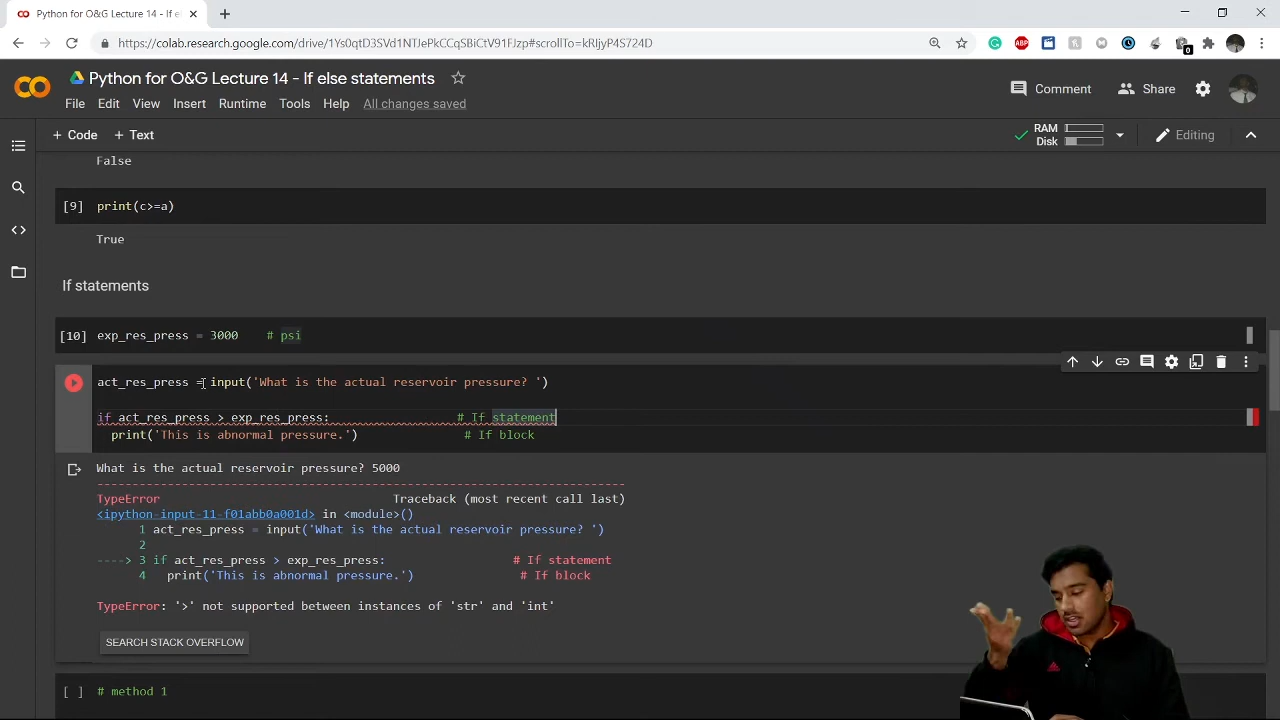 Python for O&G Lecture 14 - If else
https://colab.research.google.com/drive/1Ys0qtD3SVd1NTJePkCCqSBiCtV91FJzp#scrollTo=kRIjyP4S724D
ABP
0
Python for O&G Lecture 14 - If else statements
Comment
Share
File Edit View Insert Runtime Tools Help All changes saved
+ Code + Text
RAM
Disk
Editing
False
[9] print(c>=a)
True
If statements
[10] exp_res_press = 3000 # psi
act_res_press = input('What is the actual reservoir pressure? ')
if act_res_press > exp_res_press: # If statement
print('This is abnormal pressure.') # If block
What is the actual reservoir pressure? 5000
---------------------------------------------------------------------------
TypeError Traceback (most recent call last)
<ipython-input-11-f01abb0a001d> in <module>()
1 act_res_press = input('What is the actual reservoir pressure? ')
2
----> 3 if act_res_press > exp_res_press: # If statement
4 print('This is abnormal pressure.') # If block
TypeError: '>' not supported between instances of 'str' and 'int'
SEARCH STACK OVERFLOW
[ ] # method 1